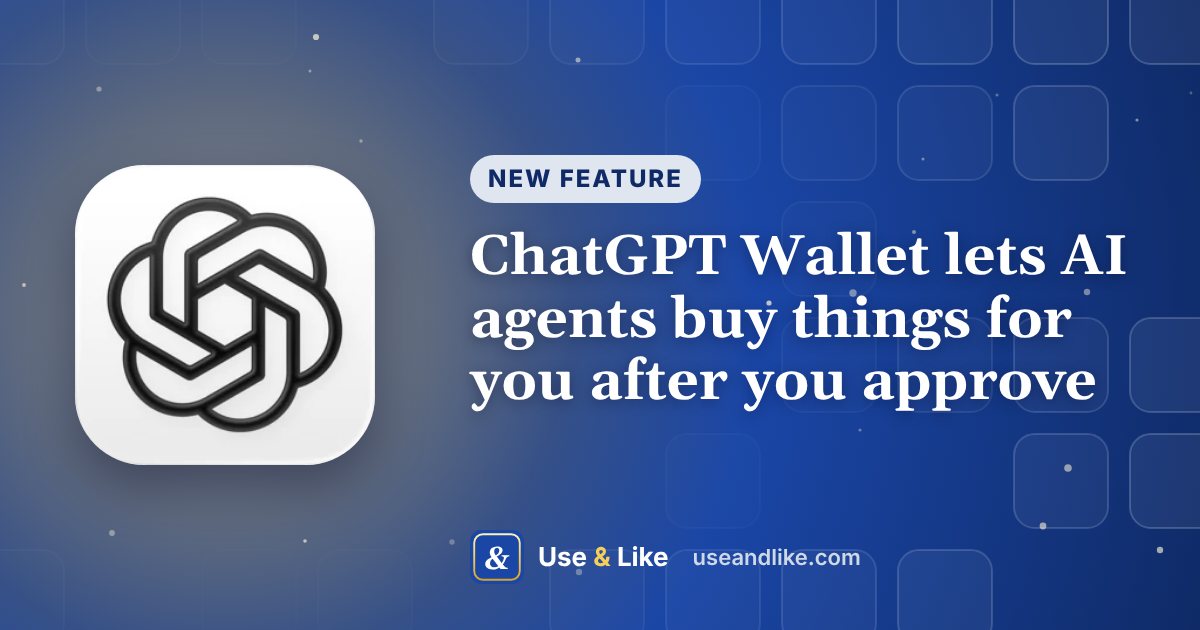 NEW FEATURE
ChatGPT Wallet lets AI
agents buy things for
you after you approve
& Use & Like useandlike.com